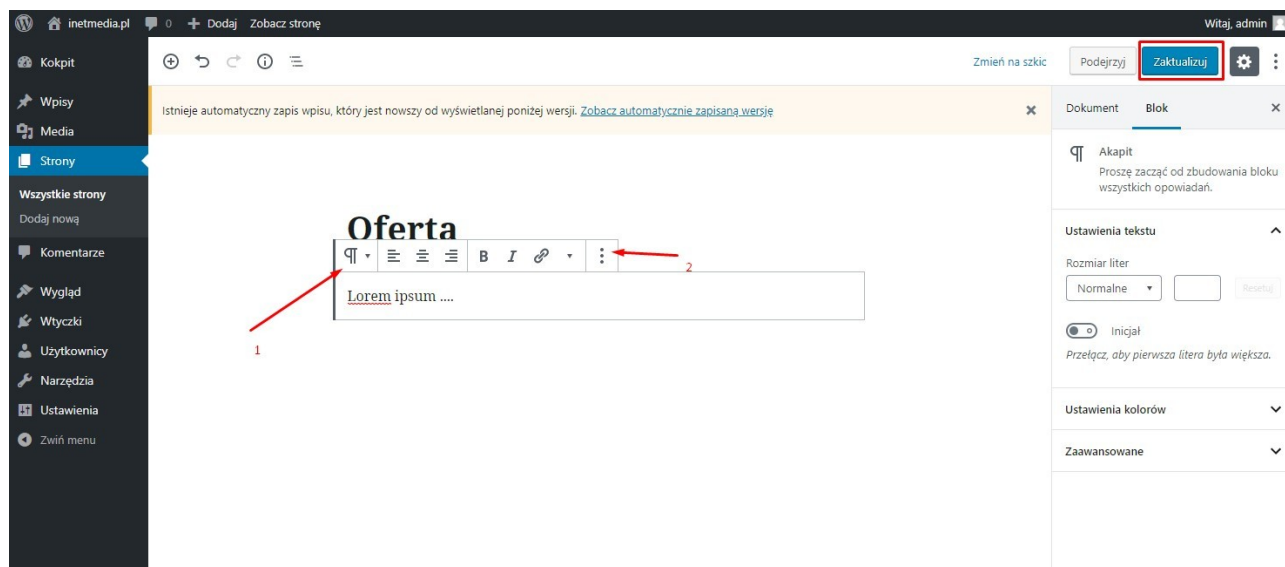 inetmedia.pl 0 + Dodaj Zobacz stronę Witaj, admin
Kokpit
Wpisy
Media
Strony
Wszystkie strony
Dodaj nową
Komentarze
Wygląd
Wtyczki
Użytkownicy
Narzędzia
Ustawienia
Zwiń menu
Zmień na szkic Podejrzyj Zaktualizuj
Istnieje automatyczny zapis wpisu, który jest nowszy od wyświetlanej poniżej wersji. Zobacz automatycznie zapisaną wersję
Oferta
B I
2
Lorem ipsum ....
1
Dokument Blok
Akapit
Proszę zacząć od zbudowania bloku
wszystkich opowiadań.
Ustawienia tekstu
Rozmiar liter
Normalne Resetuj
Inicjał
Przełącz, aby pierwsza litera była większa.
Ustawienia kolorów
Zaawansowane